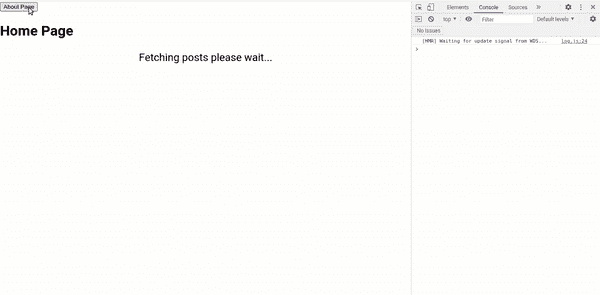 About Page
Home Page
Fetching posts please wait...
Elements Console Sources »
top ▾ Filter Default levels ▾
No Issues
[HMR] Waiting for update signal from WDS... log.js:24
›